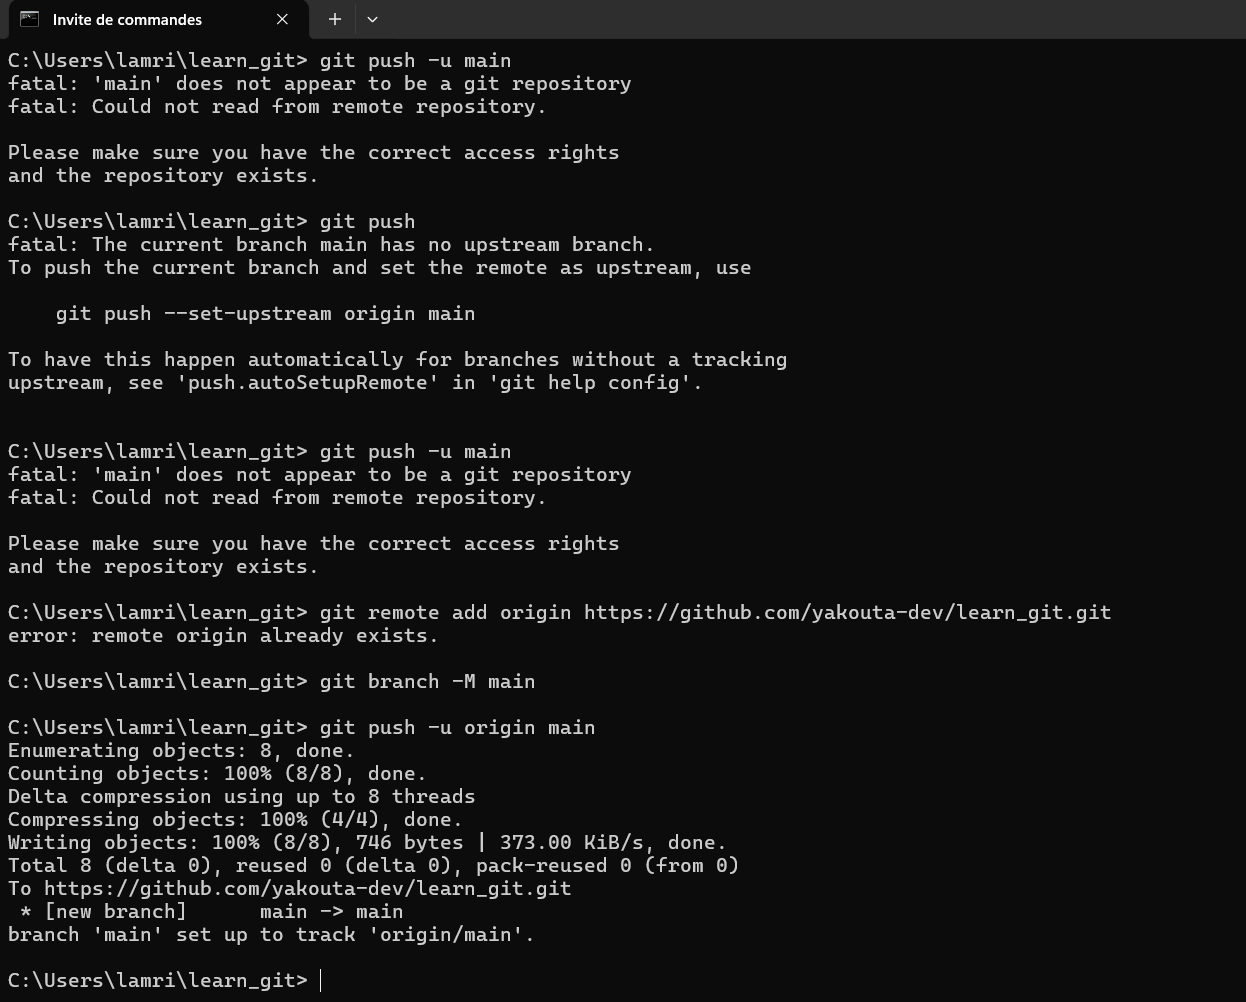 Invite de commandes
C:\Users\lamri\learn_git> git push -u main
fatal: 'main' does not appear to be a git repository
fatal: Could not read from remote repository.
Please make sure you have the correct access rights
and the repository exists.
C:\Users\lamri\learn_git> git push
fatal: The current branch main has no upstream branch.
To push the current branch and set the remote as upstream, use
    git push --set-upstream origin main
To have this happen automatically for branches without a tracking
upstream, see 'push.autoSetupRemote' in 'git help config'.
C:\Users\lamri\learn_git> git push -u main
fatal: 'main' does not appear to be a git repository
fatal: Could not read from remote repository.
Please make sure you have the correct access rights
and the repository exists.
C:\Users\lamri\learn_git> git remote add origin https://github.com/yakouta-dev/learn_git.git
error: remote origin already exists.
C:\Users\lamri\learn_git> git branch -M main
C:\Users\lamri\learn_git> git push -u origin main
Enumerating objects: 8, done.
Counting objects: 100% (8/8), done.
Delta compression using up to 8 threads
Compressing objects: 100% (4/4), done.
Writing objects: 100% (8/8), 746 bytes | 373.00 KiB/s, done.
Total 8 (delta 0), reused 0 (delta 0), pack-reused 0 (from 0)
To https://github.com/yakouta-dev/learn_git.git
 * [new branch]      main -> main
branch 'main' set up to track 'origin/main'.
C:\Users\lamri\learn_git>